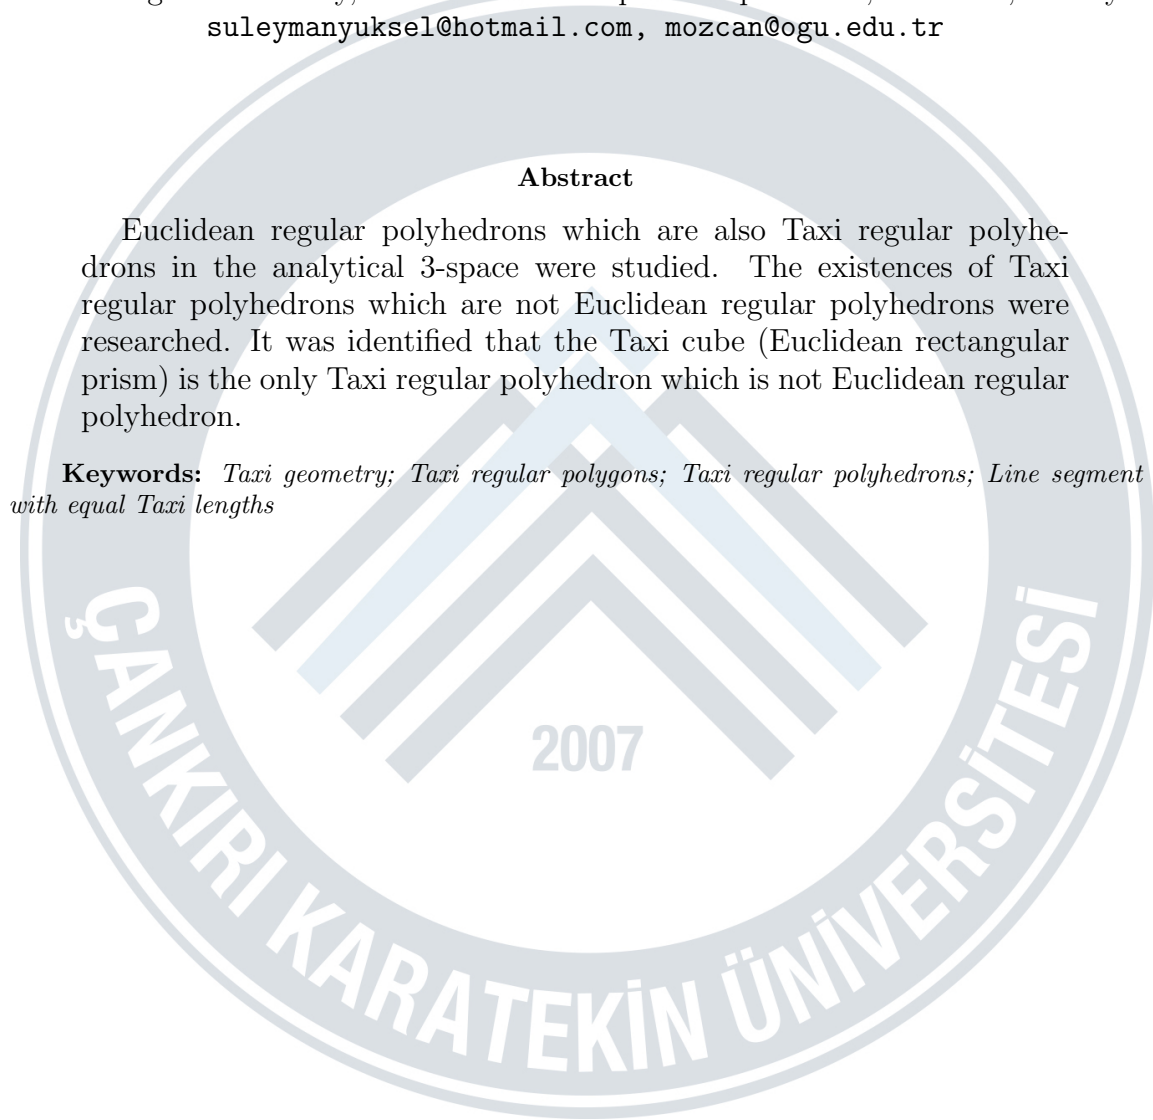 suleymanyuksel@hotmail.com, mozcan@ogu.edu.tr
Abstract
Euclidean regular polyhedrons which are also Taxi regular polyhe-
drons in the analytical 3-space were studied. The existences of Taxi
regular polyhedrons which are not Euclidean regular polyhedrons were
researched. It was identified that the Taxi cube (Euclidean rectangular
prism) is the only Taxi regular polyhedron which is not Euclidean regular
polyhedron.
Keywords: Taxi geometry; Taxi regular polygons; Taxi regular polyhedrons; Line segment
with equal Taxi lengths
2007
ÇANKIRI KARATEKİN ÜNİVERSİTESİ